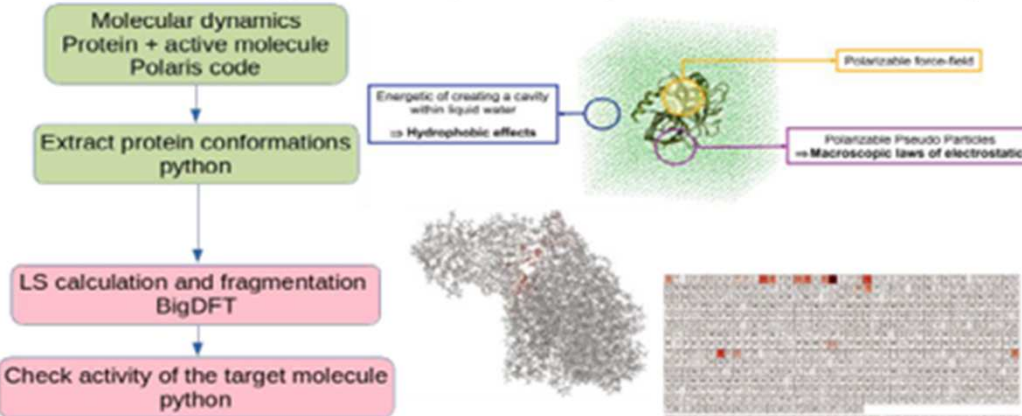 Molecular dynamics
Protein + active molecule
Polaris code
Extract protein conformations
python
LS calculation and fragmentation
BigDFT
Check activity of the target molecule
python
Energetic of creating a cavity
within liquid water
⇒ Hydrophobic effects
Polarizable force-field
Polarizable Pseudo Particles
⇒ Macroscopic laws of electrostatic